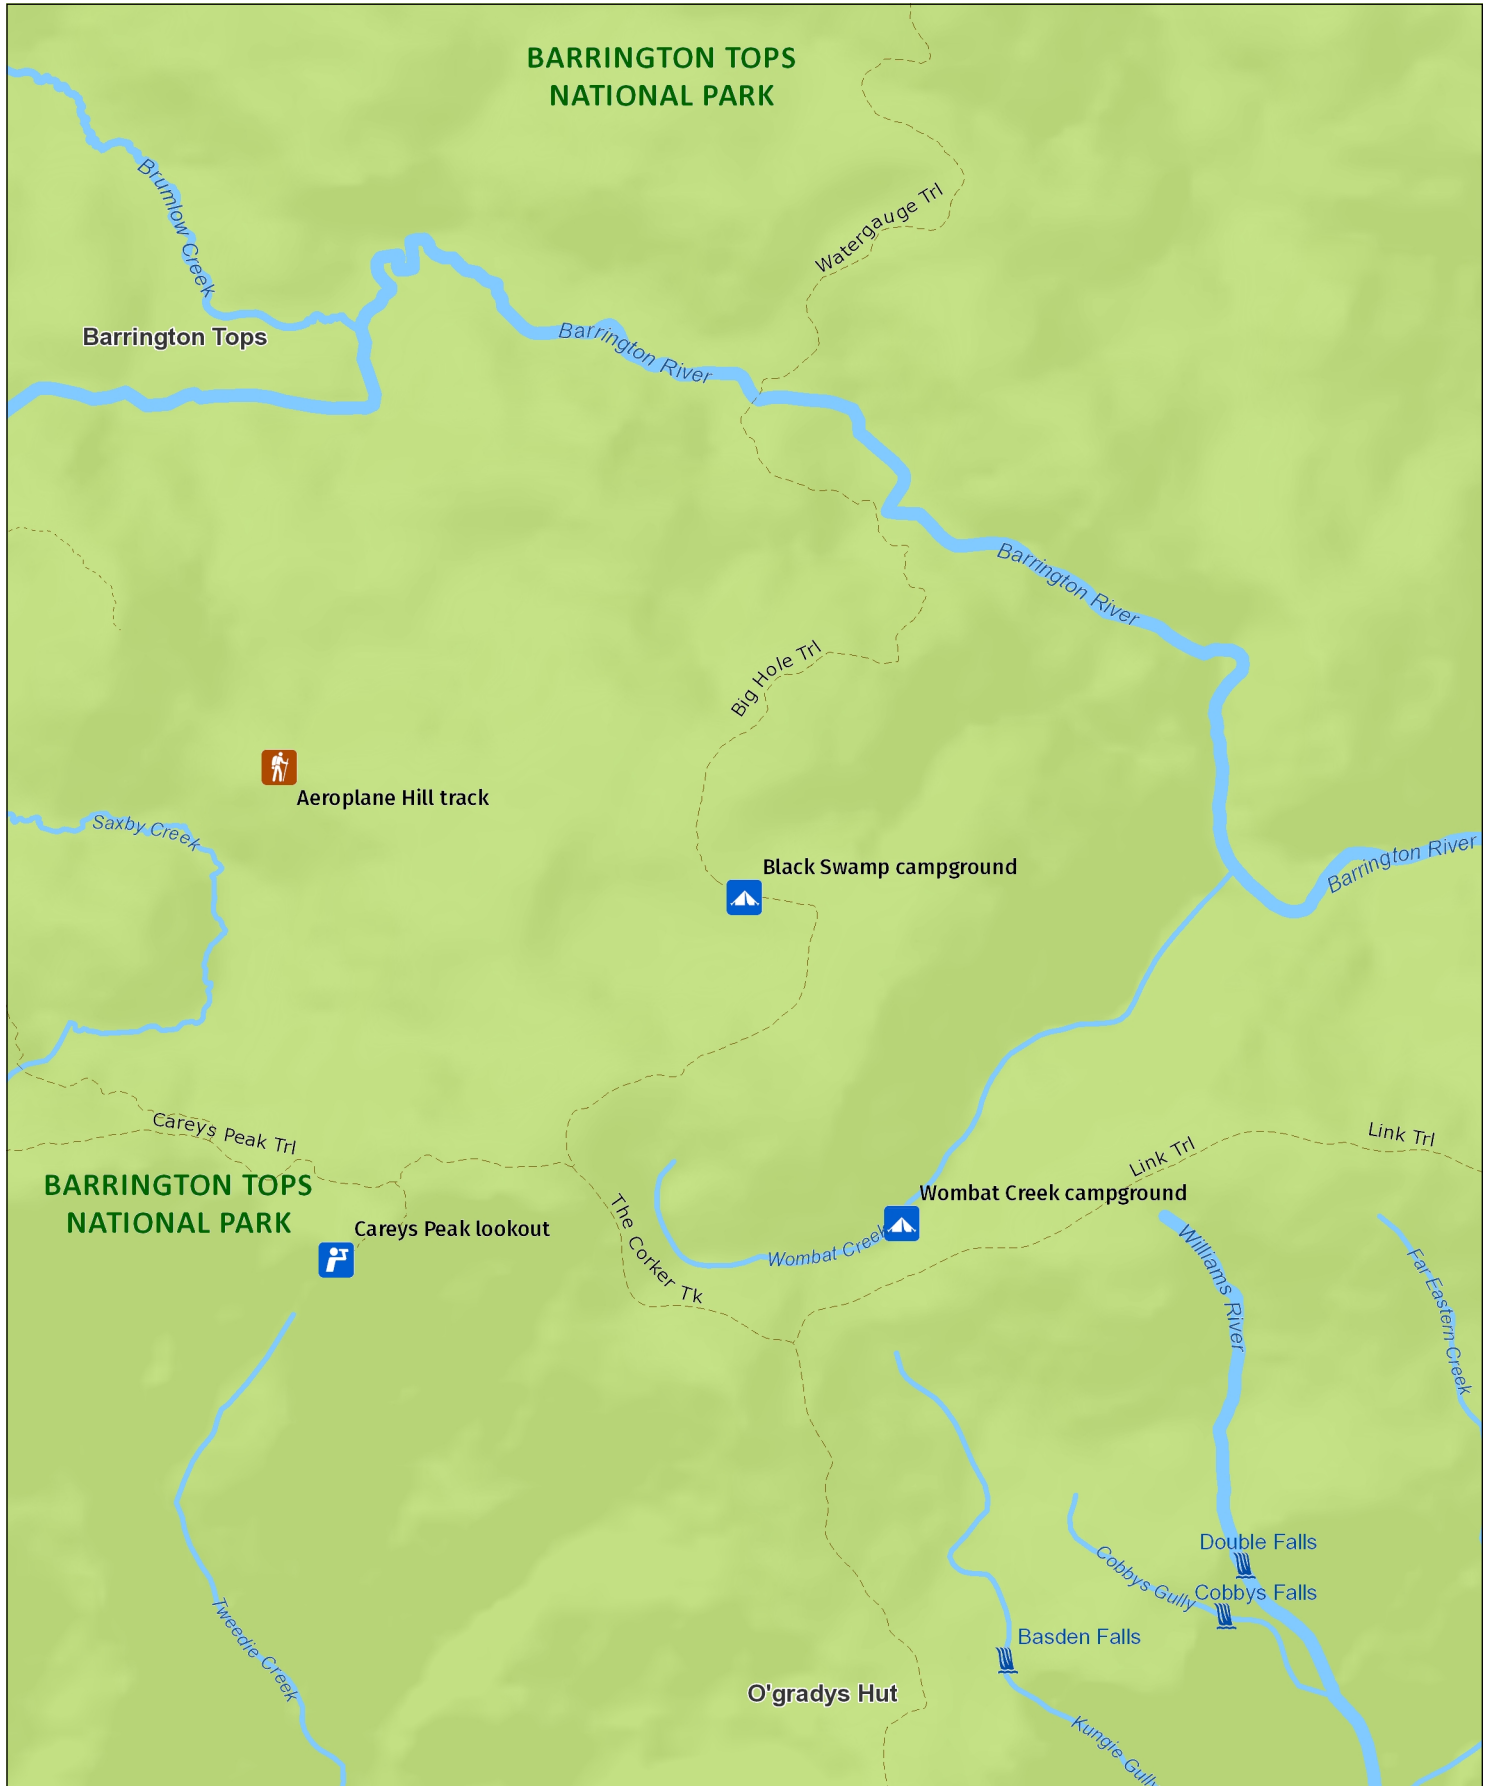 BARRINGTON TOPS
NATIONAL PARK
Brumlow Creek
Watergauge Trl
Barrington Tops
Barrington River
Barrington River
Big Hole Trl
Aeroplane Hill track
Saxby Creek
Black Swamp campground
Barrington River
Careys Peak Trl
Link Trl
Link Trl
BARRINGTON TOPS
NATIONAL PARK
Wombat Creek campground
Careys Peak lookout
The Corker Tk
Wombat Creek
Williams River
Far Eastern Creek
Double Falls
Cobbys Gully
Cobbys Falls
Basden Falls
Tweedie Creek
O'gradys Hut
Kungie Gully